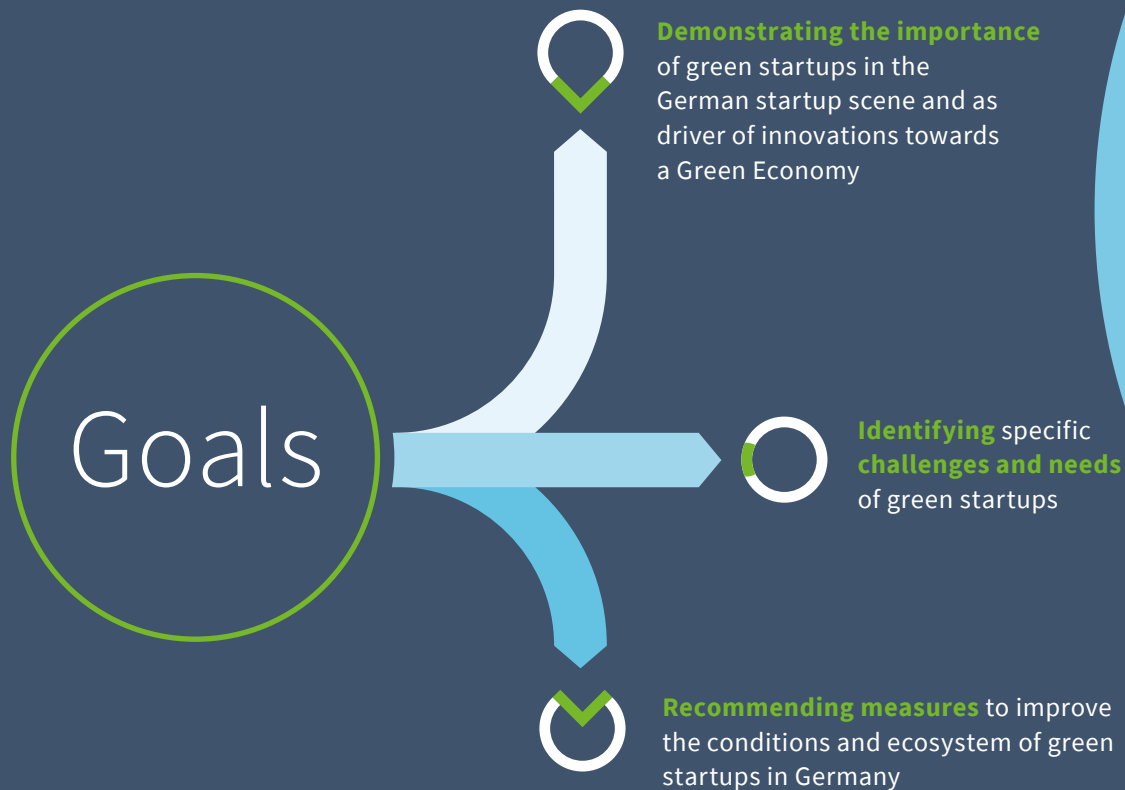 Demonstrating the importance
of green startups in the
German startup scene and as
driver of innovations towards
a Green Economy
Goals
Identifying specific
challenges and needs
of green startups
Recommending measures to improve
the conditions and ecosystem of green
startups in Germany